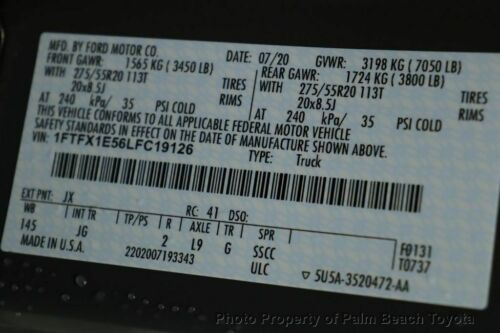 MFD. BY FORD MOTOR CO.
DATE: 07/20 GVWR: 3198 KG ( 7050 LB)
FRONT GAWR: 1565 KG ( 3450 LB)
REAR GAWR: 1724 KG ( 3800 LB)
WITH 275/55R20 113T TIRES
WITH 275/55R20 113T TIRES
20x8.5J RIMS
20x8.5J RIMS
AT 240 kPa/ 35 PSI COLD
AT 240 kPa/ 35 PSI COLD
THIS VEHICLE CONFORMS TO ALL APPLICABLE FEDERAL MOTOR VEHICLE
SAFETY STANDARDS IN EFFECT ON THE DATE OF MANUFACTURE SHOWN ABOVE.
VIN: 1FTFX1E56LFC19126
TYPE: Truck
EXT PNT: JX RC: 41 DSO:
WB INT TR TP/PS R AXLE TR SPR
145 JG 2 L9 G SSCC
ULC
F0131
T0737
MADE IN U.S.A. 2202007193343
▽ 5U5A-3520472-AA
Photo Property of Palm Beach Toyota